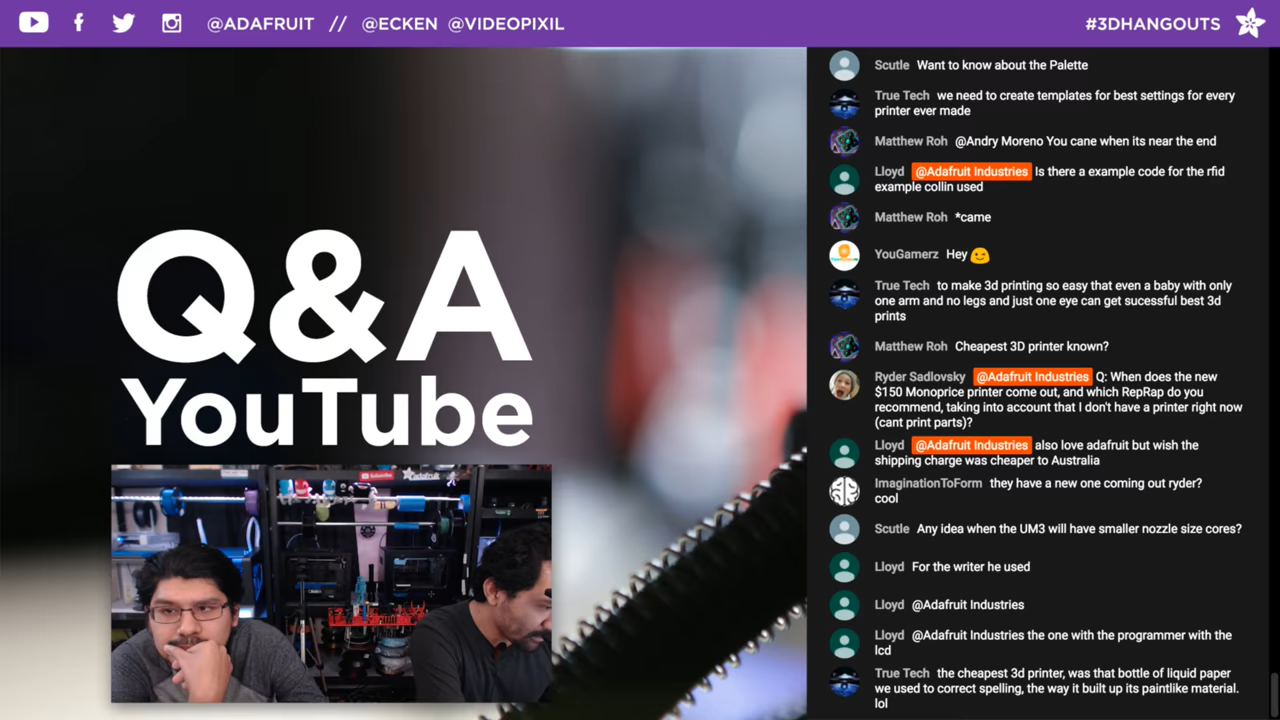 @ADAFRUIT // @ECKEN @VIDEOPIXIL
#3DHANGOUTS
Q&A
YouTube
Subscribe
adafruit
Scutle Want to know about the Palette
True Tech we need to create templates for best settings for every
printer ever made
Matthew Roh @Andry Moreno You cane when its near the end
Lloyd @Adafruit Industries Is there a example code for the rfid
example collin used
Matthew Roh *came
YouGamerz Hey 😉
True Tech to make 3d printing so easy that even a baby with only
one arm and no legs and just one eye can get sucessful best 3d
prints
Matthew Roh Cheapest 3D printer known?
Ryder Sadlovsky @Adafruit Industries Q: When does the new
$150 Monoprice printer come out, and which RepRap do you
recommend, taking into account that I don't have a printer right now
(cant print parts)?
Lloyd @Adafruit Industries also love adafruit but wish the
shipping charge was cheaper to Australia
ImaginationToForm they have a new one coming out ryder?
cool
Scutle Any idea when the UM3 will have smaller nozzle size cores?
Lloyd For the writer he used
Lloyd @Adafruit Industries
Lloyd @Adafruit Industries the one with the programmer with the
lcd
True Tech the cheapest 3d printer, was that bottle of liquid paper
we used to correct spelling, the way it built up its paintlike material.
lol